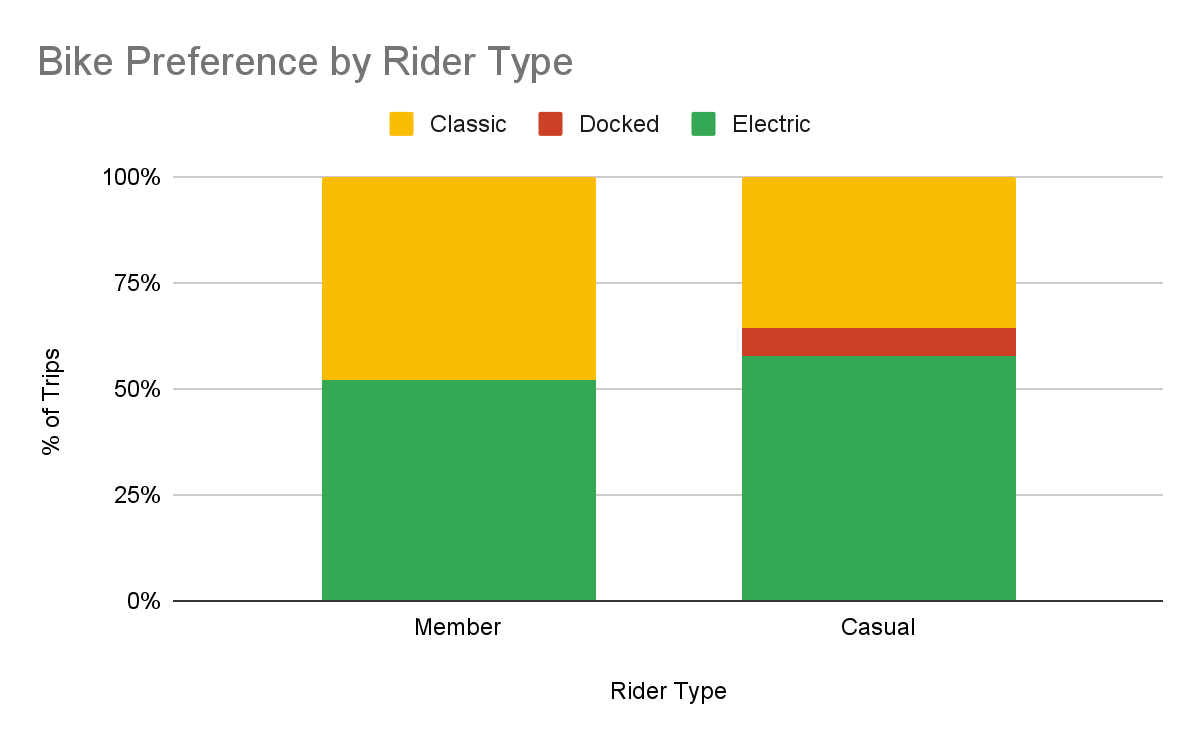 Bike Preference by Rider Type
Classic Docked Electric
100%
75%
50%
25%
0%
% of Trips
Member Casual
Rider Type